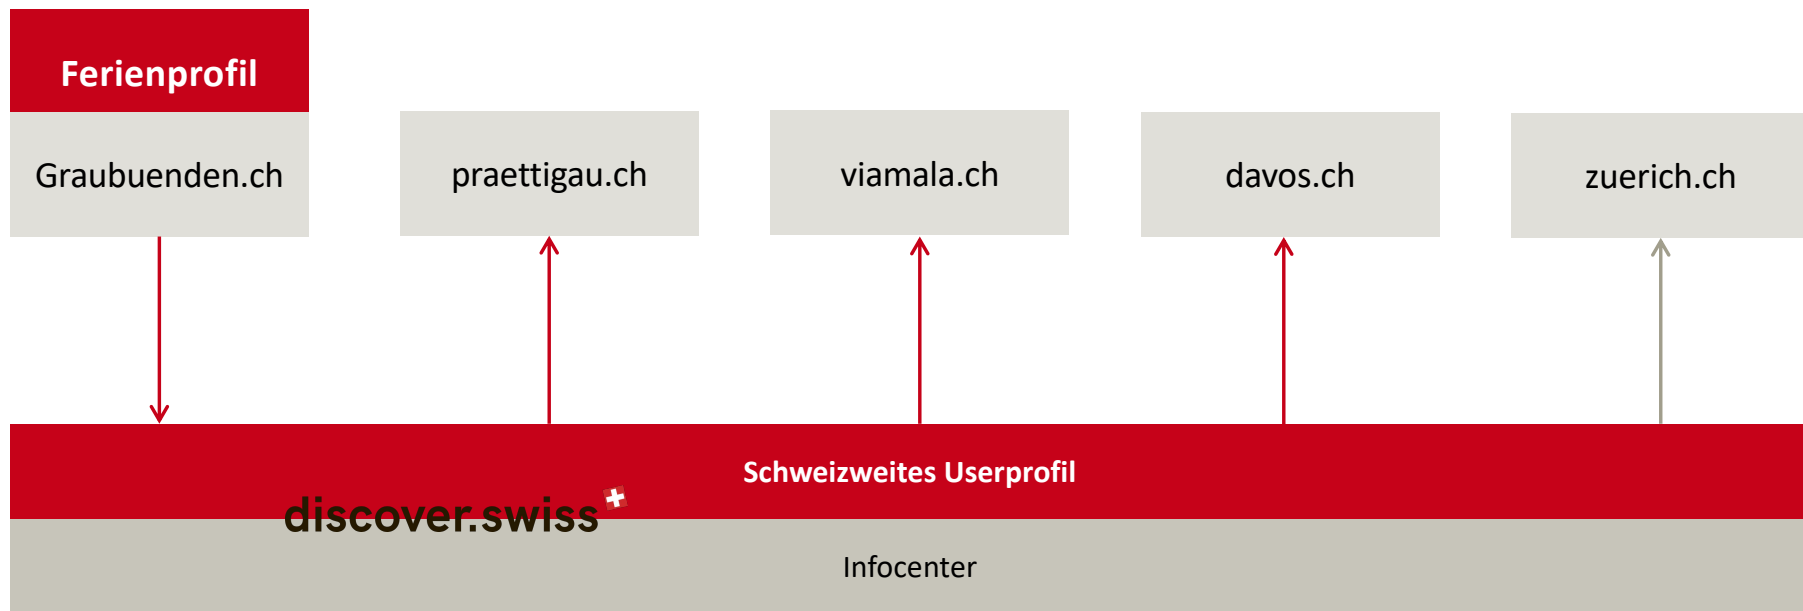 Ferienprofil
Graubuenden.ch
praettigau.ch
viamala.ch
davos.ch
zuerich.ch
Schweizweites Userprofil
discover.swiss
Infocenter